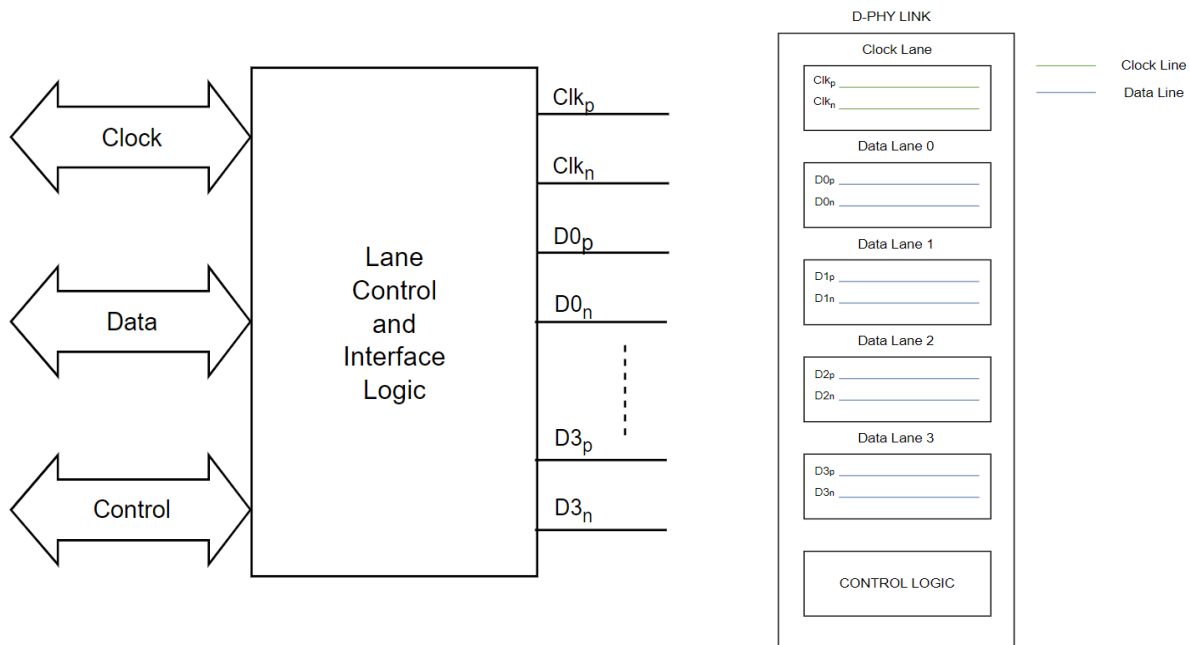 Clock
Data
Control
Lane
Control
and
Interface
Logic
Clkp
Clkn
D0p
D0n
D3p
D3n
D-PHY LINK
Clock Lane
Clkp
Clkn
Data Lane 0
D0p
D0n
Data Lane 1
D1p
D1n
Data Lane 2
D2p
D2n
Data Lane 3
D3p
D3n
CONTROL LOGIC
Clock Line
Data Line